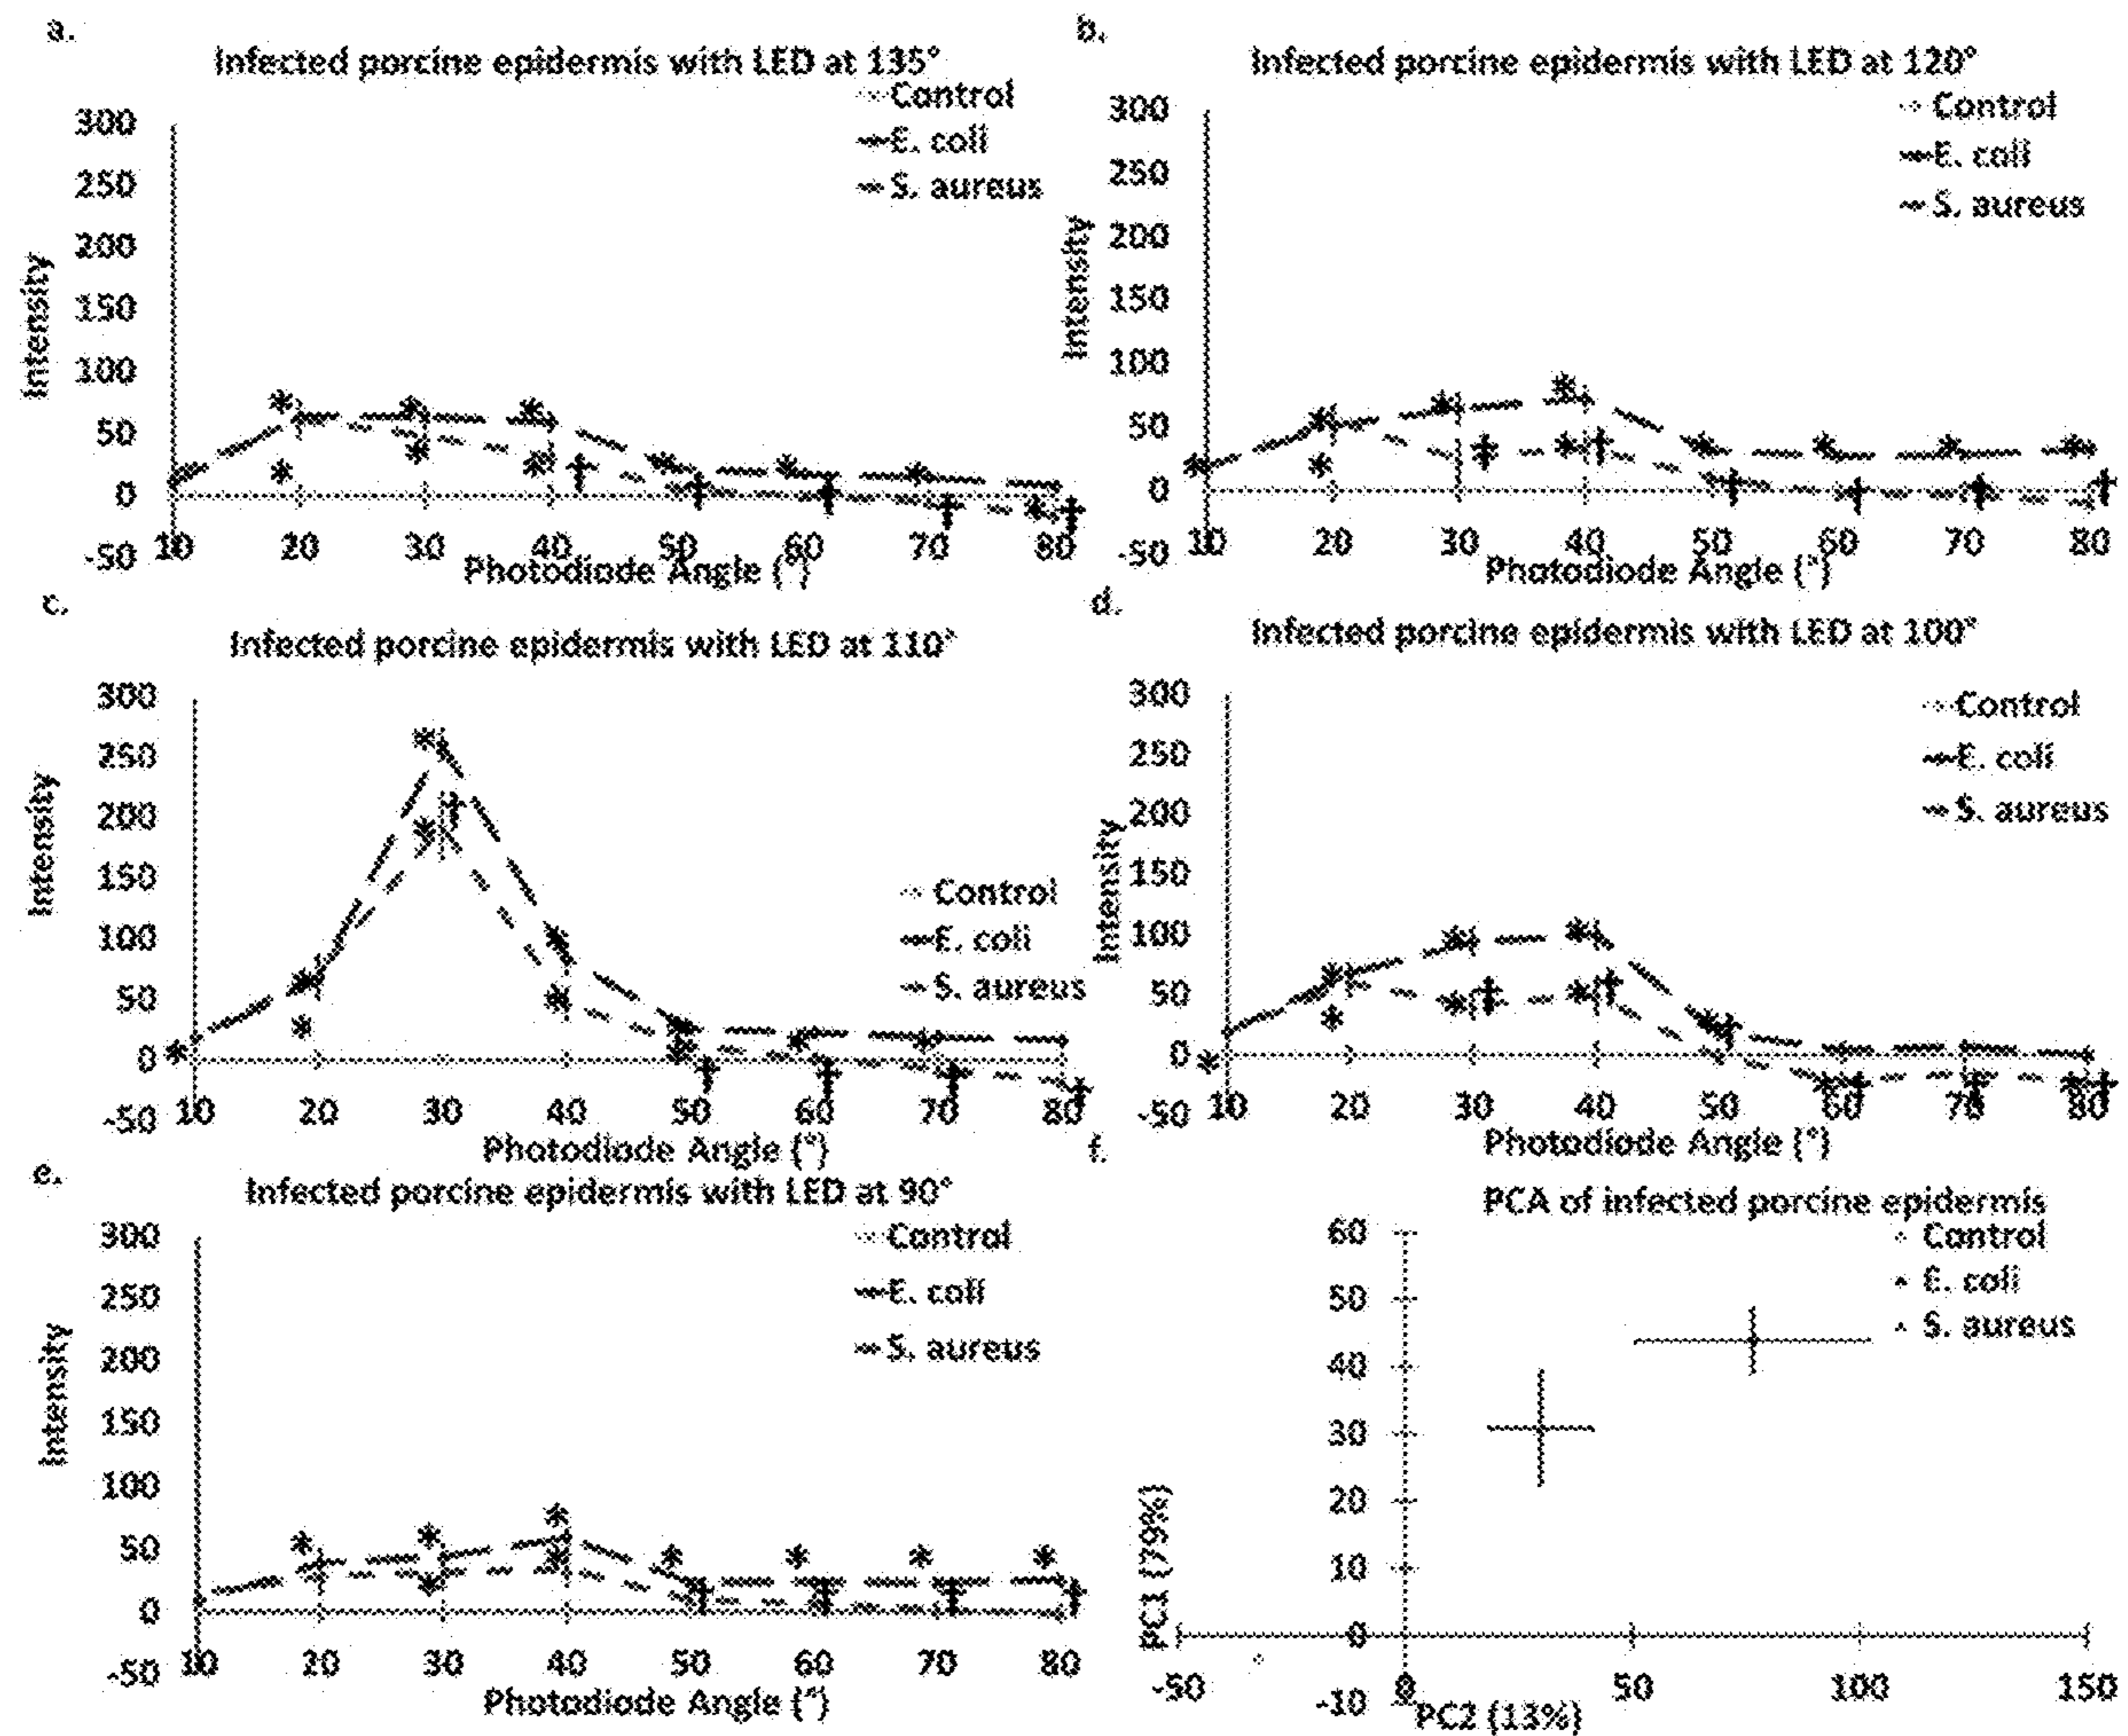 a.
Infected porcine epidermis with LED at 135°
Control
E. coli
S. aureus
300
250
200
150
100
50
0
-50
Intensity
10 20 30 40 50 60 70 80
Photodiode Angle (°)
b.
Infected porcine epidermis with LED at 120°
Control
E. coli
S. aureus
300
250
200
150
100
50
0
-50
Intensity
10 20 30 40 50 60 70 80
Photodiode Angle (°)
c.
Infected porcine epidermis with LED at 110°
300
250
200
150
100
50
0
-50
Intensity
Control
E. coli
S. aureus
10 20 30 40 50 60 70 80
Photodiode Angle (°)
d.
Infected porcine epidermis with LED at 100°
300
250
200
150
100
50
0
-50
Intensity
Control
E. coli
S. aureus
10 20 30 40 50 60 70 80
Photodiode Angle (°)
e.
Infected porcine epidermis with LED at 90°
300
250
200
150
100
50
0
-50
Intensity
Control
E. coli
S. aureus
10 20 30 40 50 60 70 80
Photodiode Angle (°)
f.
PCA of infected porcine epidermis
Control
E. coli
S. aureus
60
50
40
30
20
10
0
-10
PC1 (79%)
-50 0 50 100 150
PC2 (13%)